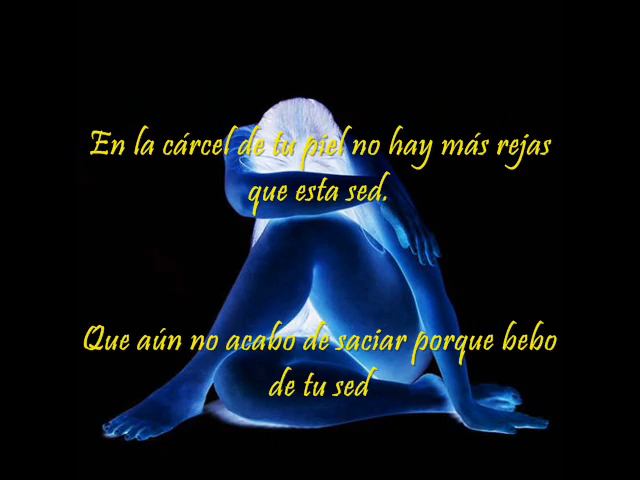 En la cárcel de tu piel no hay más rejas
que esta sed.
Que aún no acabo de saciar porque bebo
de tu sed